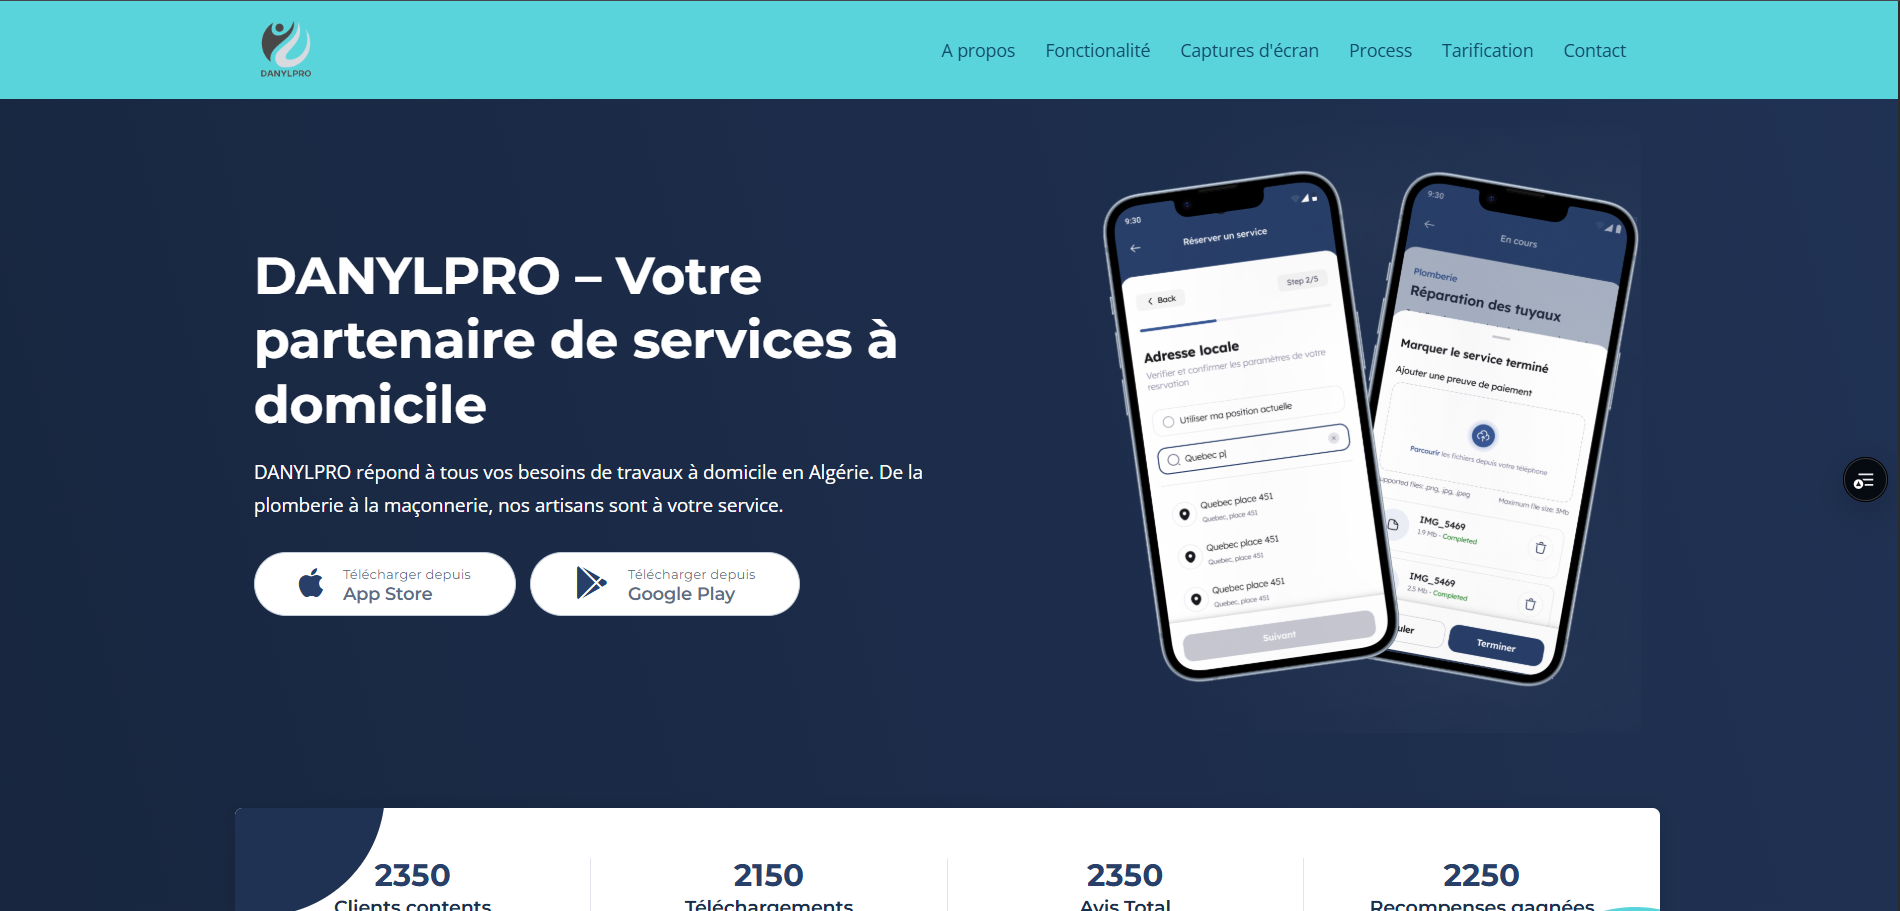 DANYLPRO
A propos
Fonctionalité
Captures d'écran
Process
Tarification
Contact
DANYLPRO – Votre
partenaire de services à
domicile
DANYLPRO répond à tous vos besoins de travaux à domicile en Algérie. De la
plomberie à la maçonnerie, nos artisans sont à votre service.
Télécharger depuis
App Store
Télécharger depuis
Google Play
9:30
Réserver un service
Back
Step 2/5
Adresse locale
Verifier et confirmer les paramètres de votre
resrvation
Utiliser ma position actuelle
Quebec pl
Quebec place 451
Quebec, place 451
Quebec place 451
Quebec, place 451
Quebec place 451
Quebec, place 451
Suivant
9:30
En cours
Plomberie
Réparation des tuyaux
Marquer le service terminé
Ajouter une preuve de paiement
Parcourir les fichiers depuis votre téléphone
upported files: .png, .jpg, .jpeg
Maximum file size: 3Mb
IMG_5469
1.9 Mb - Completed
IMG_5469
2.5 Mb - Completed
uler
Terminer
2350
Clients contents
2150
Téléchargements
2350
Avis Total
2250
Recompenses gagnées